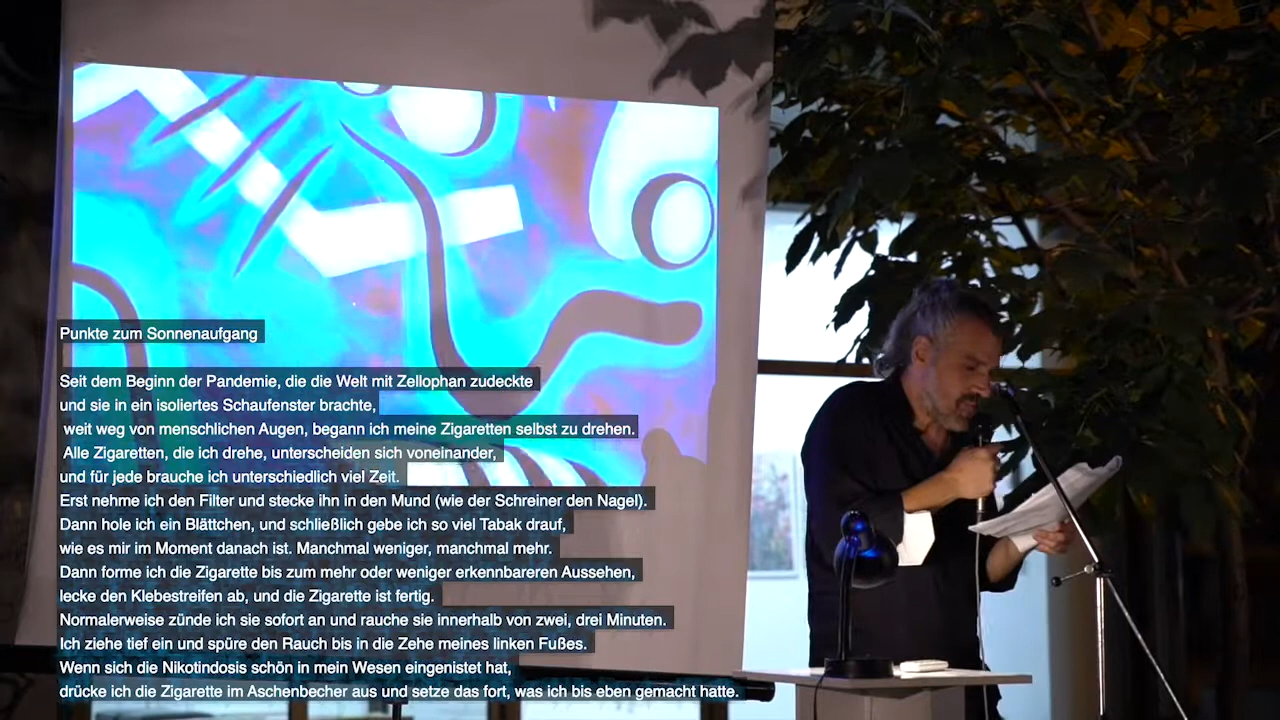 Punkte zum Sonnenaufgang
Seit dem Beginn der Pandemie, die die Welt mit Zellophan zudeckte
und sie in ein isoliertes Schaufenster brachte,
weit weg von menschlichen Augen, begann ich meine Zigaretten selbst zu drehen.
Alle Zigaretten, die ich drehe, unterscheiden sich voneinander,
und für jede brauche ich unterschiedlich viel Zeit.
Erst nehme ich den Filter und stecke ihn in den Mund (wie der Schreiner den Nagel).
Dann hole ich ein Blättchen, und schließlich gebe ich so viel Tabak drauf,
wie es mir im Moment danach ist. Manchmal weniger, manchmal mehr.
Dann forme ich die Zigarette bis zum mehr oder weniger erkennbareren Aussehen,
lecke den Klebestreifen ab, und die Zigarette ist fertig.
Normalerweise zünde ich sie sofort an und rauche sie innerhalb von zwei, drei Minuten.
Ich ziehe tief ein und spüre den Rauch bis in die Zehe meines linken Fußes.
Wenn sich die Nikotindosis schön in mein Wesen eingenistet hat,
drücke ich die Zigarette im Aschenbecher aus und setze das fort, was ich bis eben gemacht hatte.